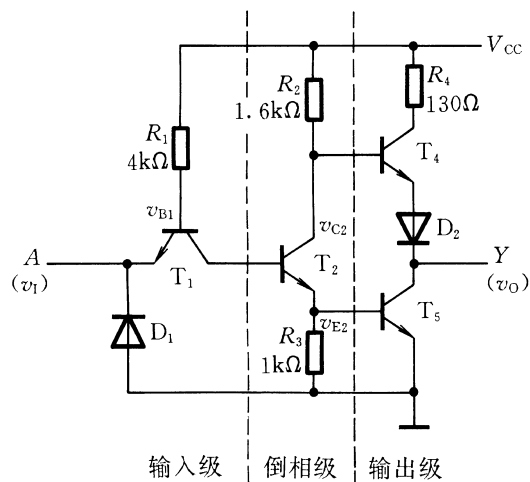 V_CC
R_2
1.6kΩ
R_4
130Ω
R_1
4kΩ
T_4
v_B1
v_C2
D_2
A
(v_I)
T_1
T_2
Y
(v_O)
D_1
v_E2
T_5
R_3
1kΩ
输入级 倒相级 输出级